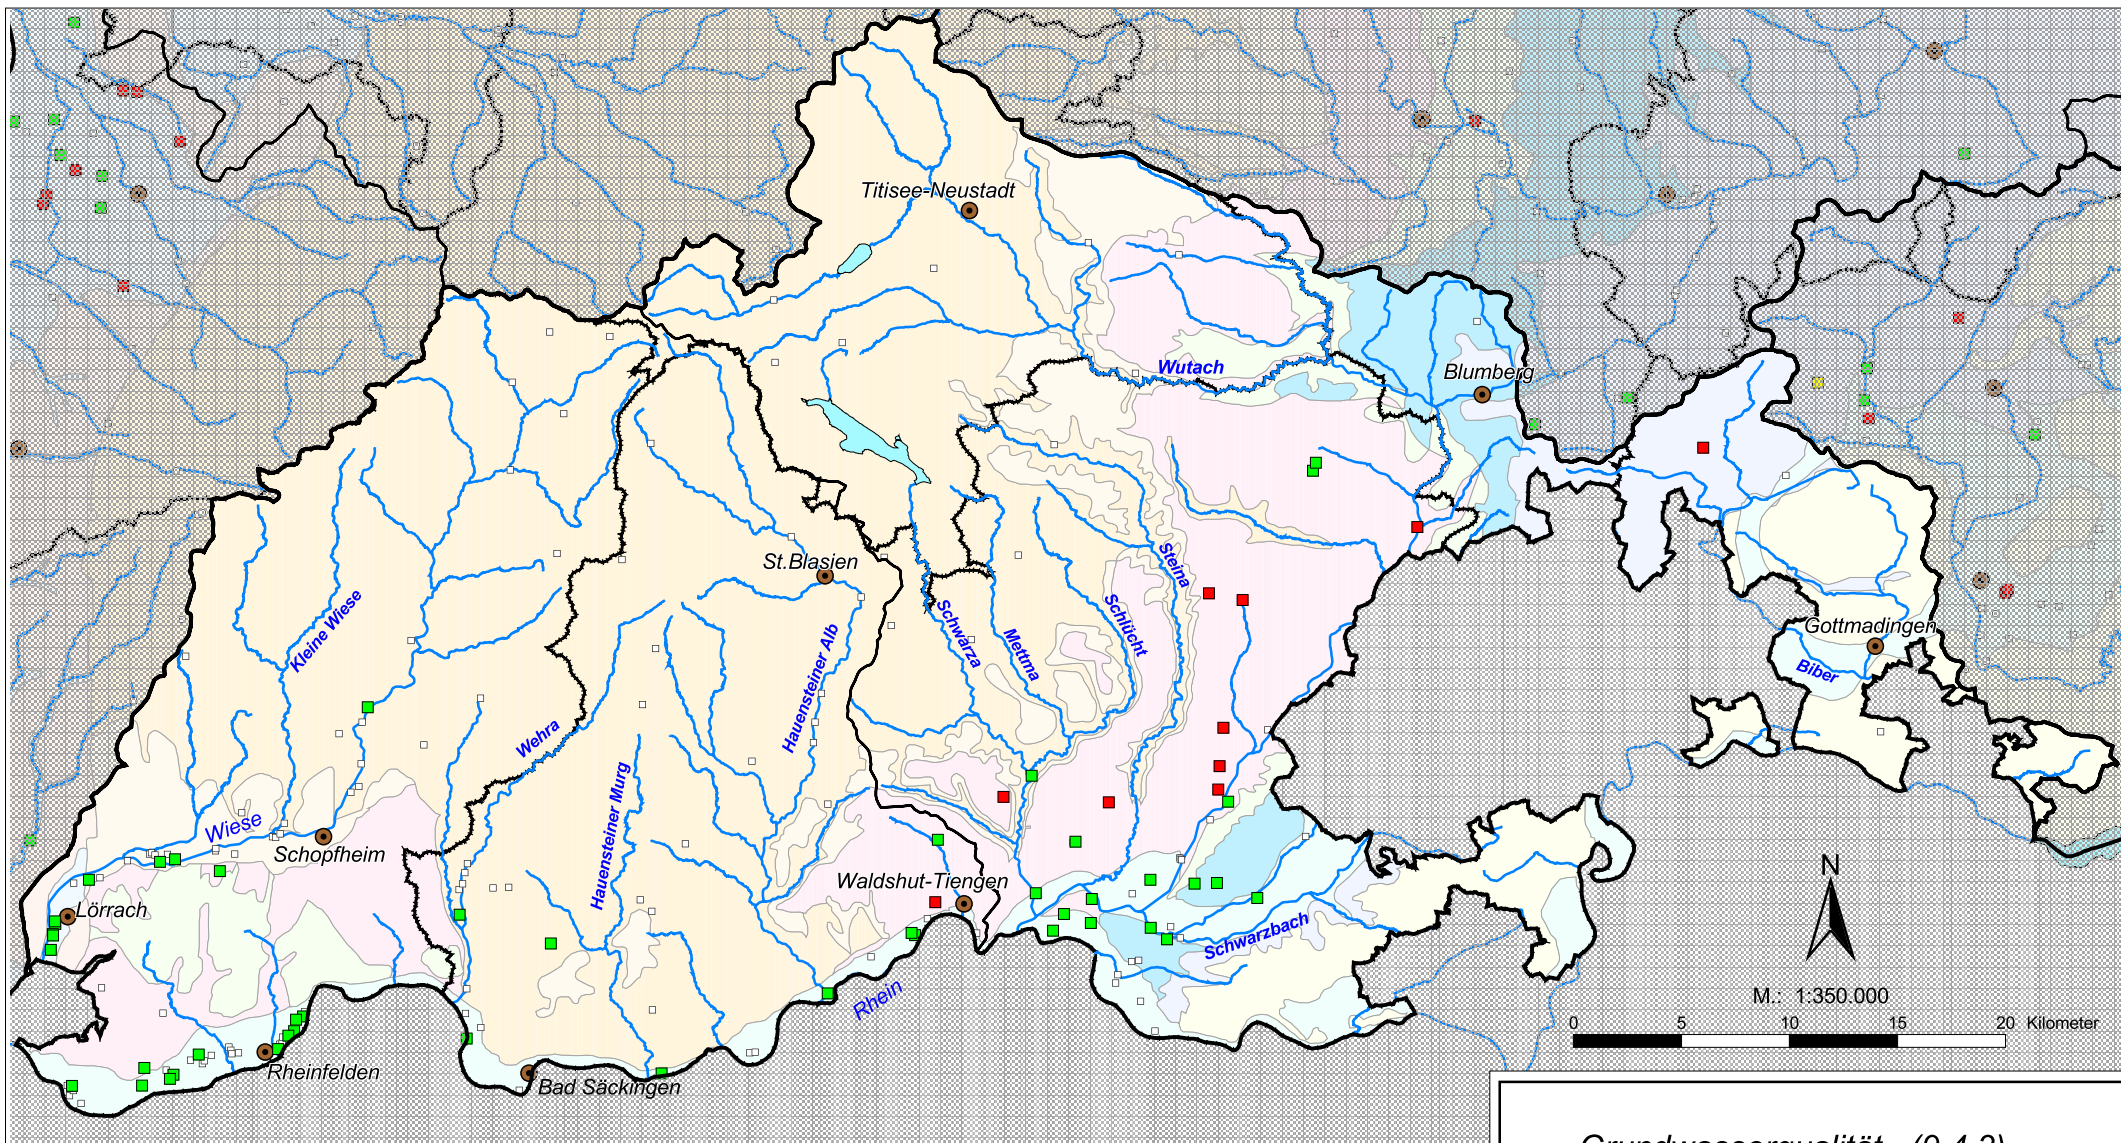 Titisee-Neustadt
Wutach
Blumberg
St.Blasien
Steina
Kleine Wiese
Schwarza
Mettma
Schlücht
Hauensteiner Alb
Gottmadingen
Biber
Wehra
Hauensteiner Murg
Wiese
Schopfheim
Waldshut-Tiengen
Lörrach
Schwarzbach
N
Rhein
M.: 1:350.000
0 5 10 15 20 Kilometer
Rheinfelden
Bad Säckingen